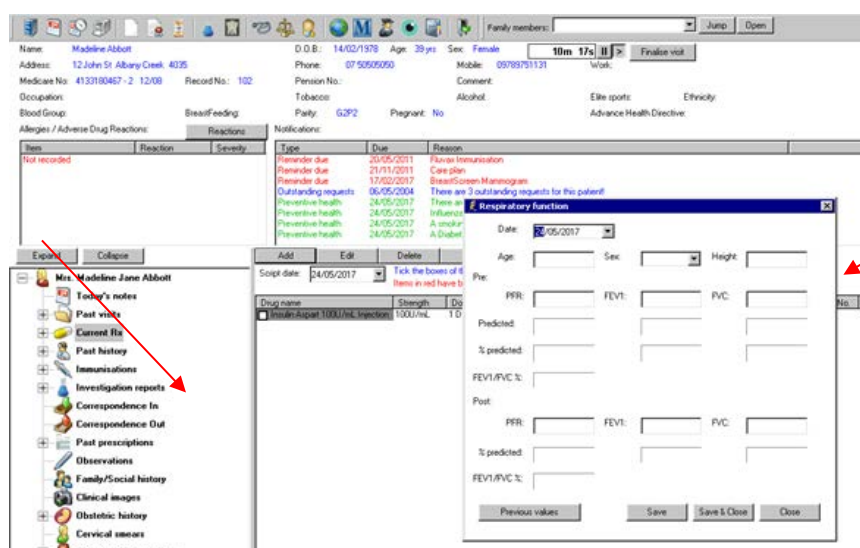 Family members: Jump Open
Name: Madeline Abbott D.O.B.: 14/02/1978 Age: 39 yrs Sex: Female 10m 17s II > Finalise visit
Address: 12 John St Albany Creek 4035 Phone: 07 50505050 Mobile: 09789751131 Work:
Medicare No: 4133180467 - 2 12/08 Record No.: 102 Pension No.: Comment:
Occupation: Tobacco: Alcohol: Elite sports: Ethnicity:
Blood Group: BreastFeeding: Parity: G2P2 Pregnant: No Advance Health Directive:
Allergies / Adverse Drug Reactions: Reactions Notifications:
Item Reaction Severity Type Due Reason
Not recorded Reminder due 20/05/2011 Fluvax Immunisation
Reminder due 21/11/2011 Care plan
Reminder due 17/02/2017 BreastScreen Mammogram
Outstanding requests 06/05/2004 There are 3 outstanding requests for this patient!
Preventive health 24/05/2017 There ar
Preventive health 24/05/2017 Influenza
Preventive health 24/05/2017 A smokin
Preventive health 24/05/2017 A Diabet
Expand Collapse Add Edit Delete
Script date: 24/05/2017 Tick the boxes of t
Items in red have b
Drug name Strength Do No.
Insulin Aspart 100U/mL Injection 100U/mL 1 D
Mrs. Madeline Jane Abbott
Today's notes
Past visits
Current Rx
Past history
Immunisations
Investigation reports
Correspondence In
Correspondence Out
Past prescriptions
Observations
Family/Social history
Clinical images
Obstetric history
Cervical smears
Respiratory function
Date: 24/05/2017
Age: Sex: Height:
Pre:
PFR: FEV1: FVC:
Predicted:
% predicted:
FEV1/FVC %:
Post:
PFR: FEV1: FVC:
% predicted:
FEV1/FVC %:
Previous values Save Save & Close Close